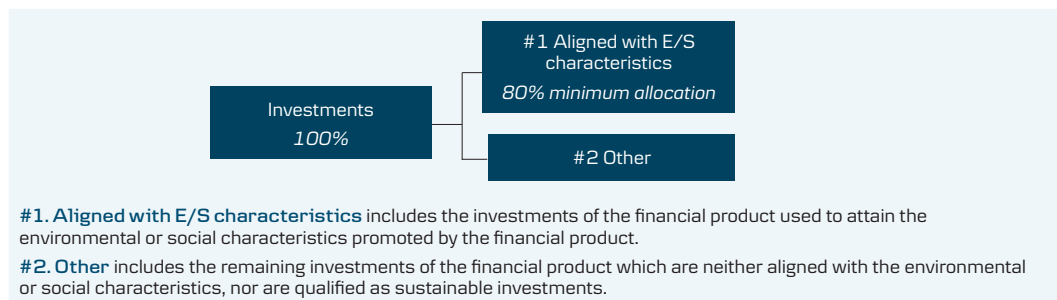 #1 Aligned with E/S
characteristics
80% minimum allocation
Investments
100%
#2 Other
#1. Aligned with E/S characteristics includes the investments of the financial product used to attain the
environmental or social characteristics promoted by the financial product.
#2. Other includes the remaining investments of the financial product which are neither aligned with the environmental
or social characteristics, nor are qualified as sustainable investments.